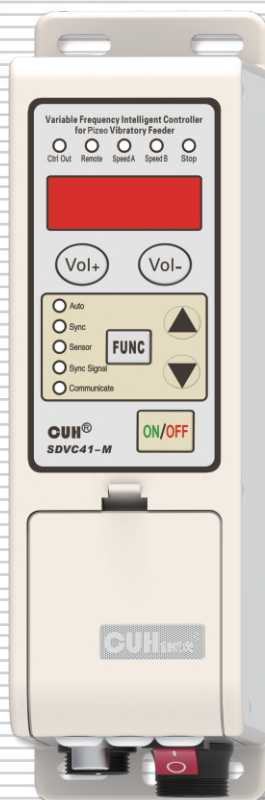 Variable Frequency Intelligent Controller
for Pizeo Vibratory Feeder
Ctrl Out Remote Speed A Speed B Stop
Vol+ Vol-
Auto
Sync
Sensor
FUNC
Sync Signal
Communicate
CUH®
SDVC41-M
ON/OFF
CUH